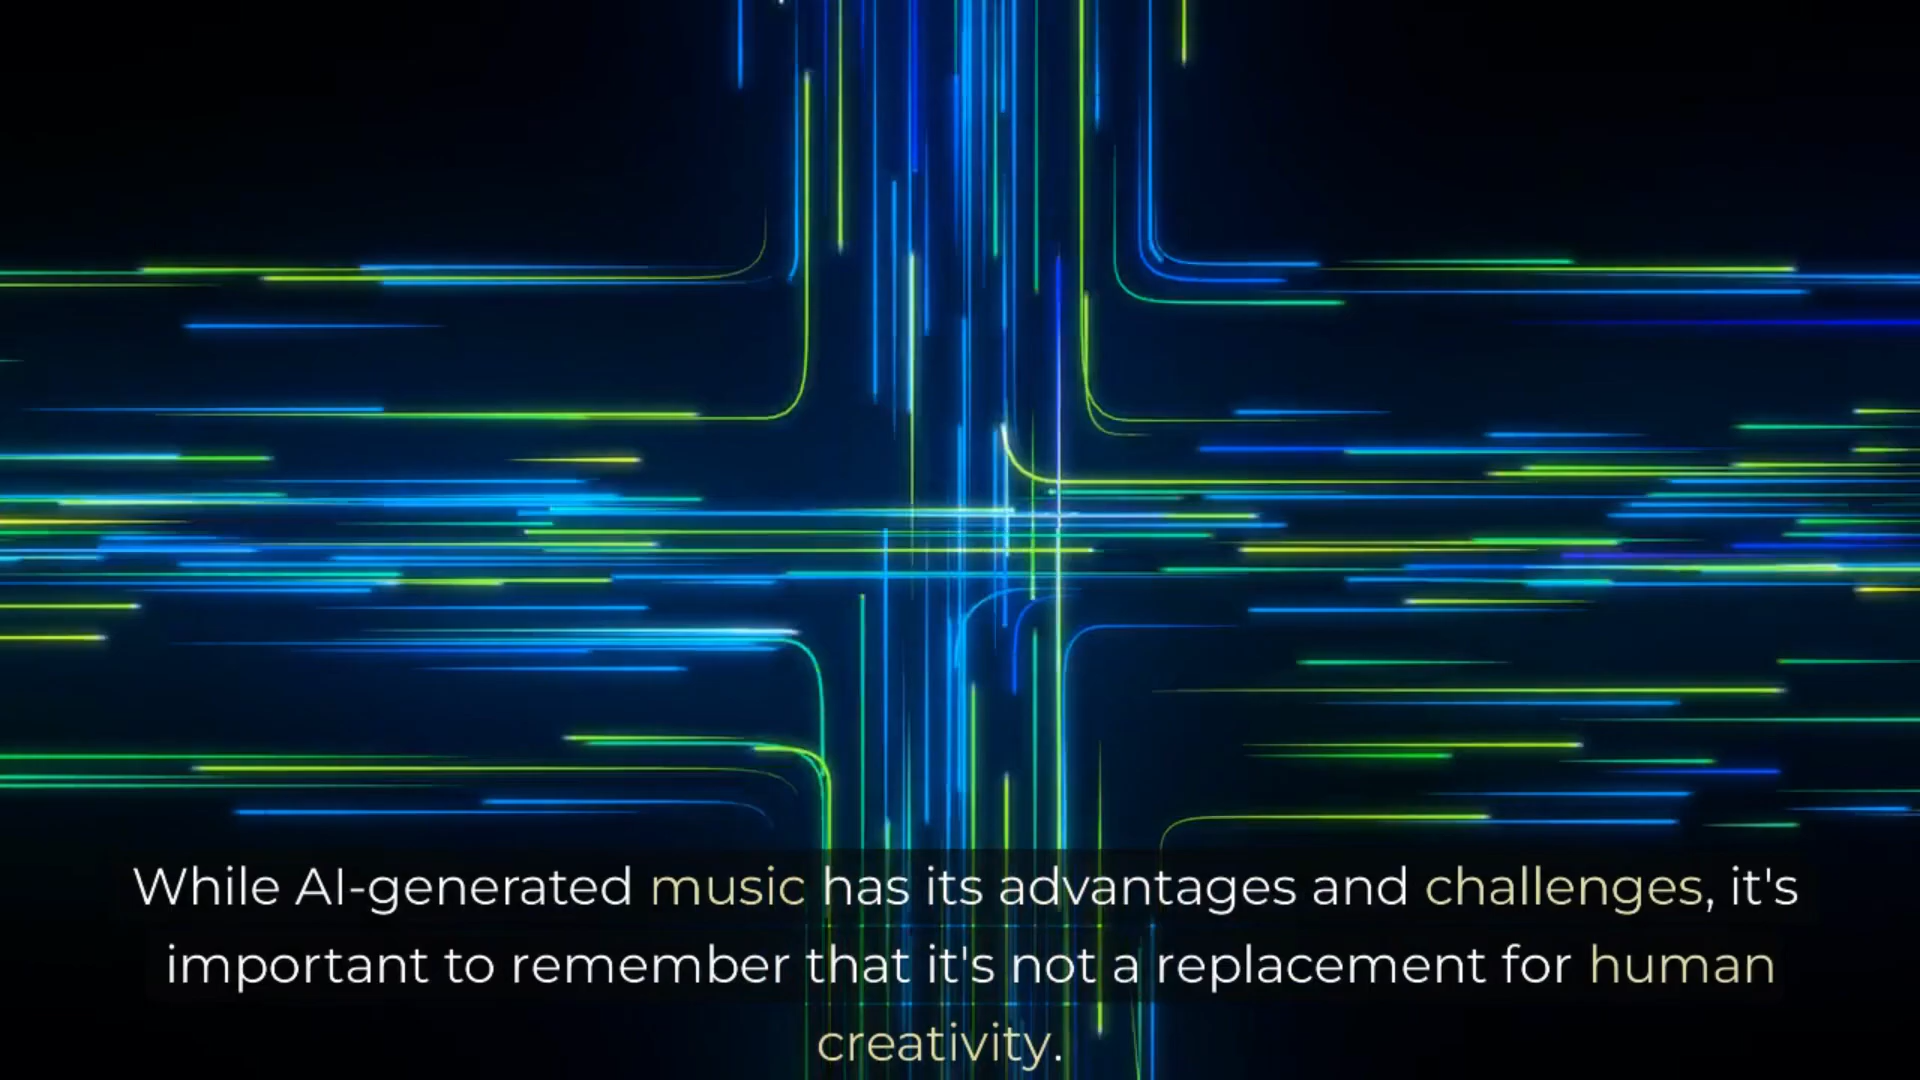 While AI-generated music has its advantages and challenges, it's
important to remember that it's not a replacement for human
creativity.